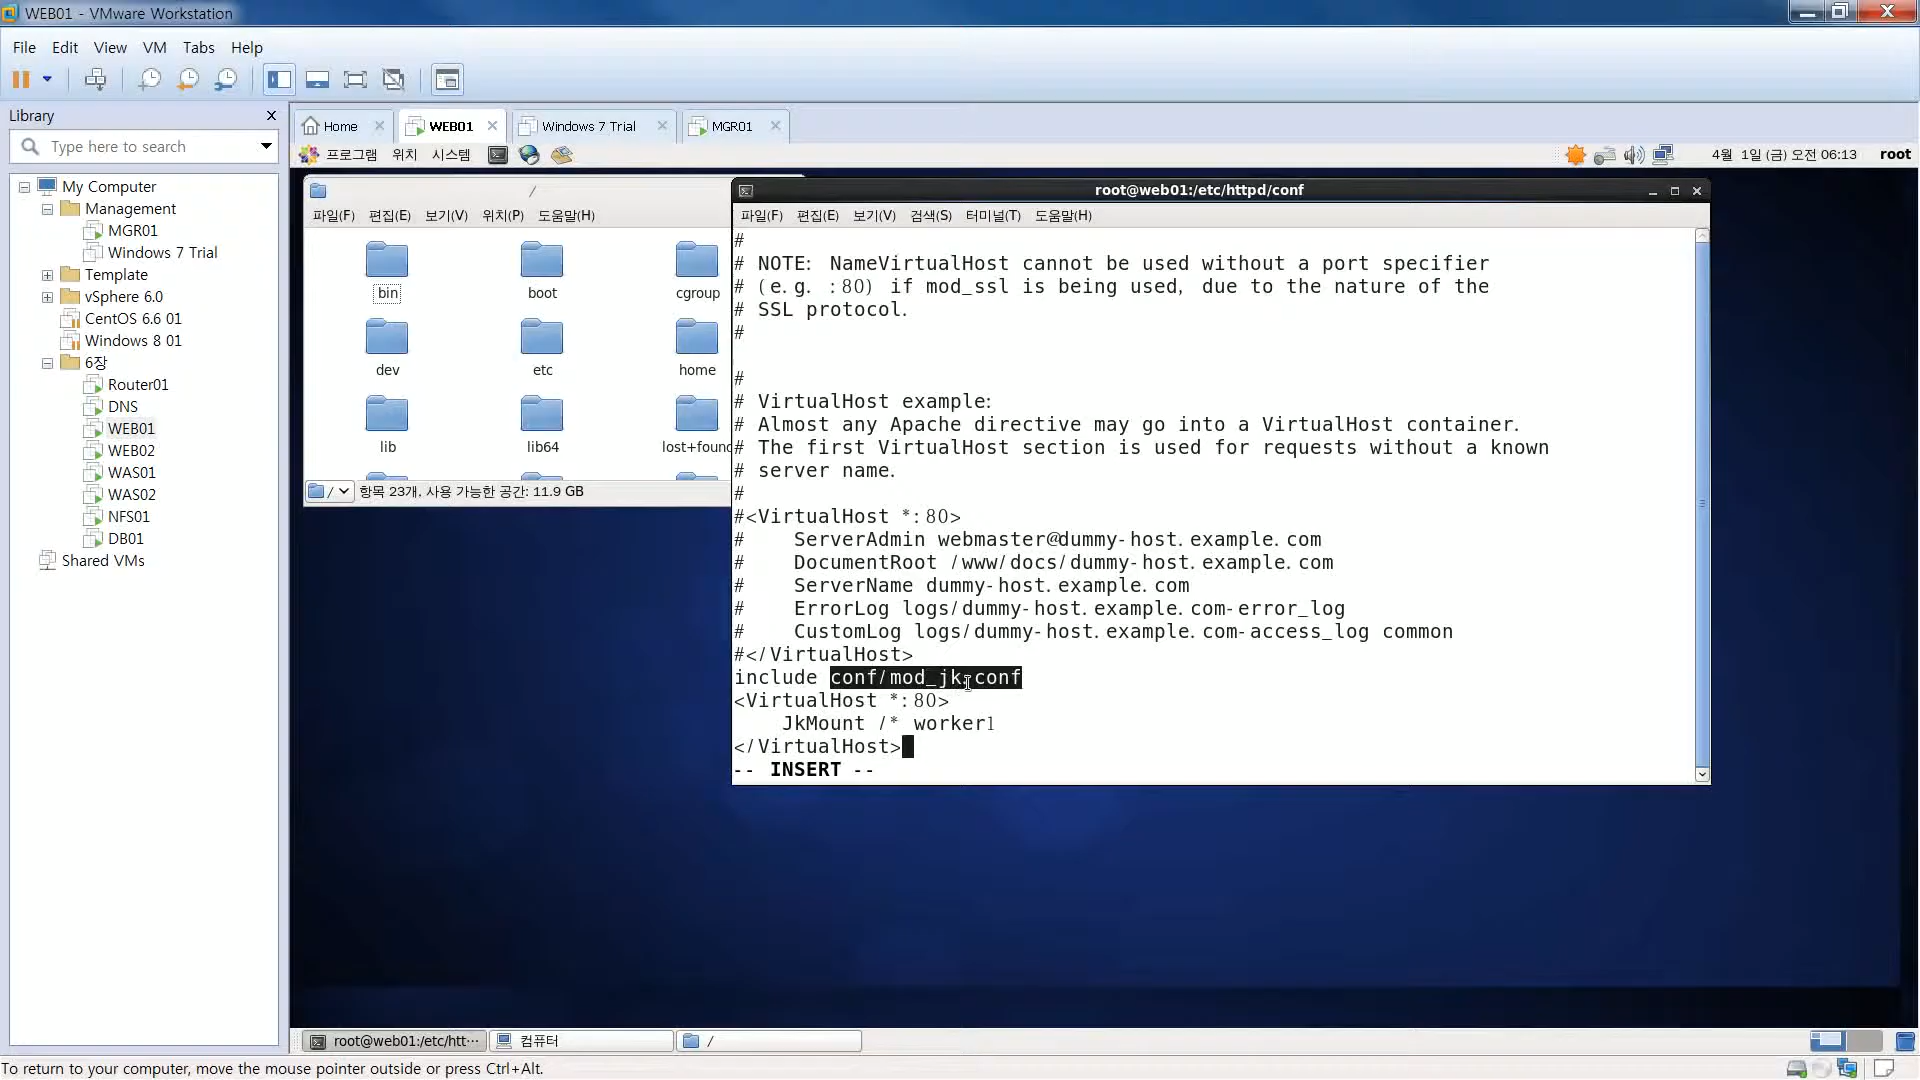 WEB01 - VMware Workstation
File Edit View VM Tabs Help
Library
Type here to search
My Computer
Management
MGR01
Windows 7 Trial
Template
vSphere 6.0
CentOS 6.6 01
Windows 8 01
6장
Router01
DNS
WEB01
WEB02
WAS01
WAS02
NFS01
DB01
Shared VMs
Home WEB01 Windows 7 Trial MGR01
프로그램 위치 시스템 4월 1일 (금) 오전 06:13 root
/
파일(F) 편집(E) 보기(V) 위치(P) 도움말(H)
bin boot cgroup
dev etc home
lib lib64 lost+found
/ 항목 23개, 사용 가능한 공간: 11.9 GB
root@web01:/etc/httpd/conf
파일(F) 편집(E) 보기(V) 검색(S) 터미널(T) 도움말(H)
#
# NOTE: NameVirtualHost cannot be used without a port specifier
# (e.g. :80) if mod_ssl is being used, due to the nature of the
# SSL protocol.
#
#
# VirtualHost example:
# Almost any Apache directive may go into a VirtualHost container.
# The first VirtualHost section is used for requests without a known
# server name.
#
#<VirtualHost *:80>
#    ServerAdmin webmaster@dummy-host.example.com
#    DocumentRoot /www/docs/dummy-host.example.com
#    ServerName dummy-host.example.com
#    ErrorLog logs/dummy-host.example.com-error_log
#    CustomLog logs/dummy-host.example.com-access_log common
#</VirtualHost>
include conf/mod_jk.conf
<VirtualHost *:80>
    JkMount /* worker1
</VirtualHost>
-- INSERT --
root@web01:/etc/htt··· 컴퓨터 /
To return to your computer, move the mouse pointer outside or press Ctrl+Alt.